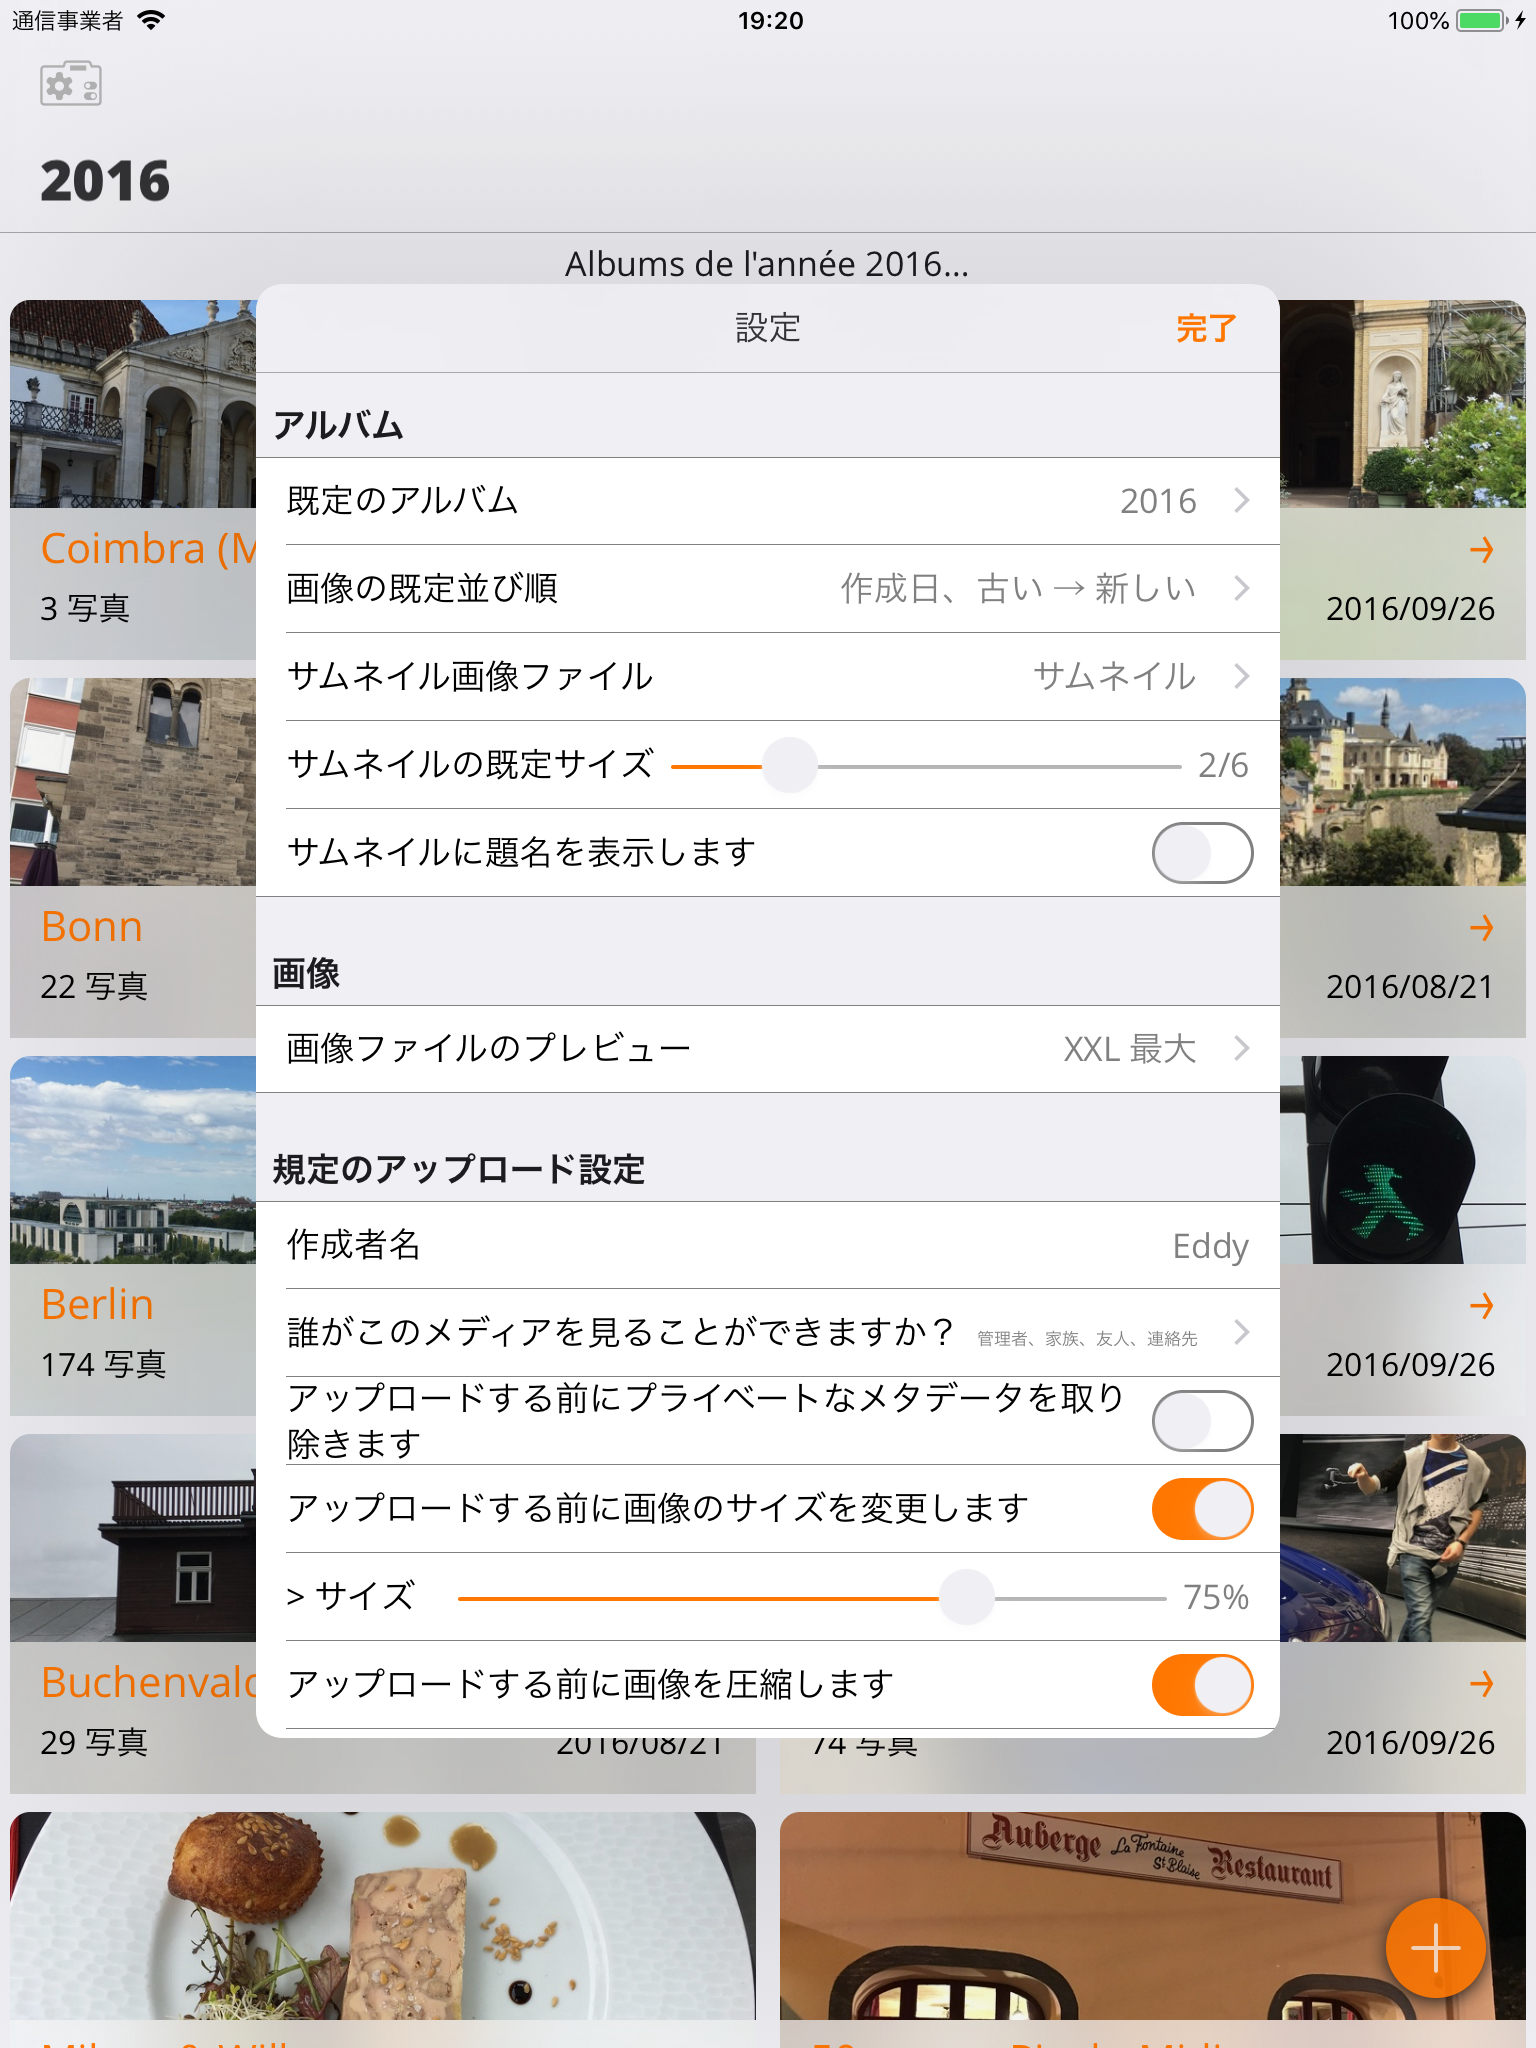 通信事業者
19:20
100%
2016
Albums de l'année 2016...
設定
完了
アルバム
既定のアルバム 2016
画像の既定並び順 作成日、古い → 新しい
サムネイル画像ファイル サムネイル
サムネイルの既定サイズ 2/6
サムネイルに題名を表示します
画像
画像ファイルのプレビュー XXL 最大
規定のアップロード設定
作成者名 Eddy
誰がこのメディアを見ることができますか？ 管理者、家族、友人、連絡先
アップロードする前にプライベートなメタデータを取り
除きます
アップロードする前に画像のサイズを変更します
> サイズ 75%
アップロードする前に画像を圧縮します
Coimbra (M
3 写真
2016/09/26
Bonn
22 写真
2016/08/21
Berlin
174 写真
2016/09/26
Buchenvald
29 写真
2016/08/21
74 写真
2016/09/26
Auberge La Fontaine St Blaise Restaurant